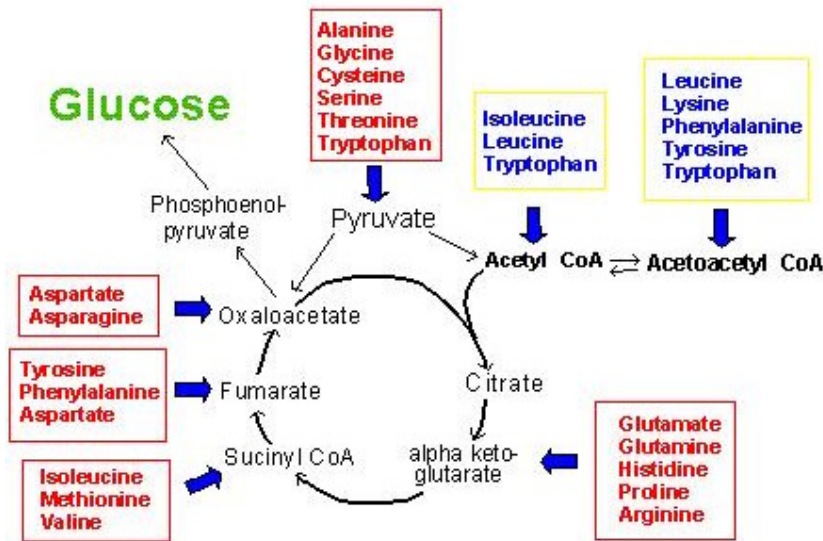 Alanine
Glycine
Cysteine
Serine
Threonine
Tryptophan
Isoleucine
Leucine
Tryptophan
Leucine
Lysine
Phenylalanine
Tyrosine
Tryptophan
Glucose
Phosphoenol-
pyruvate
Pyruvate
Acetyl CoA
Acetoacetyl CoA
Aspartate
Asparagine
Oxaloacetate
Tyrosine
Phenylalanine
Aspartate
Fumarate
Citrate
Isoleucine
Methionine
Valine
Sucinyl CoA
alpha keto-
glutarate
Glutamate
Glutamine
Histidine
Proline
Arginine